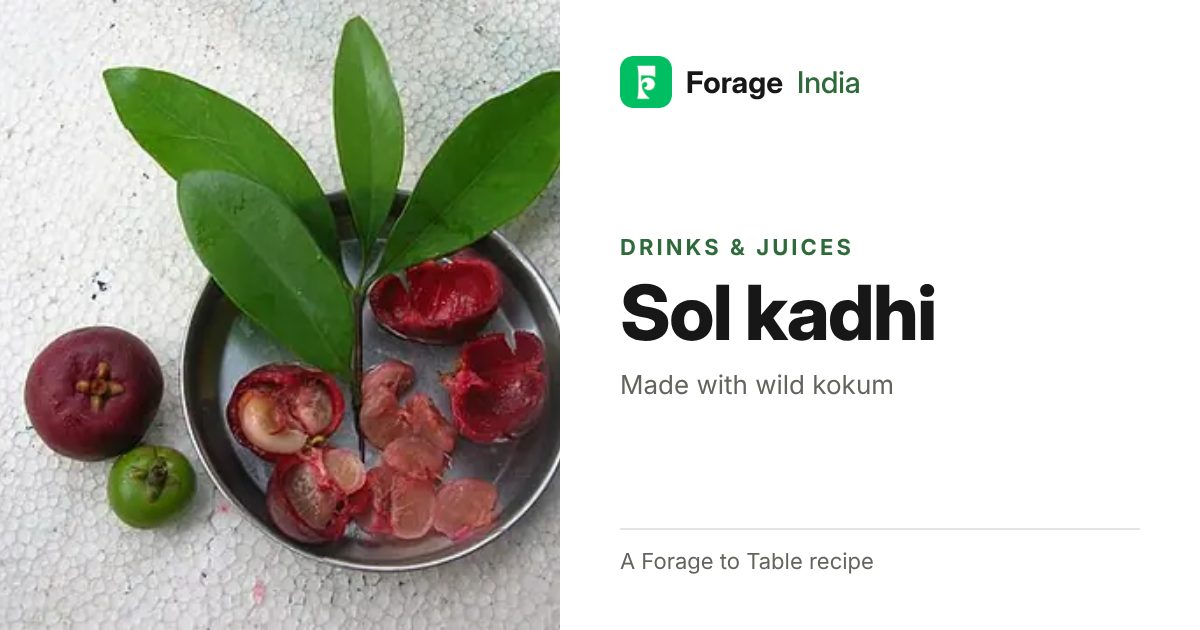 Forage India
DRINKS & JUICES
Sol kadhi
Made with wild kokum
A Forage to Table recipe